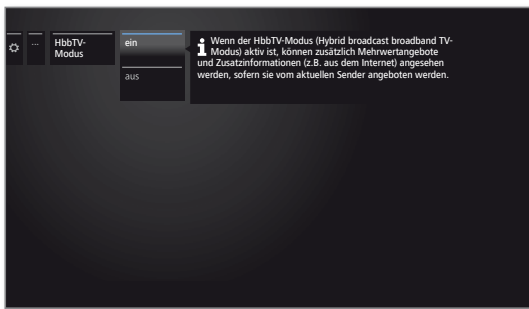 ...
HbbTV-
Modus
ein
aus
Wenn der HbbTV-Modus (Hybrid broadcast broadband TV-
Modus) aktiv ist, können zusätzlich Mehrwertangebote
und Zusatzinformationen (z.B. aus dem Internet) angesehen
werden, sofern sie vom aktuellen Sender angeboten werden.